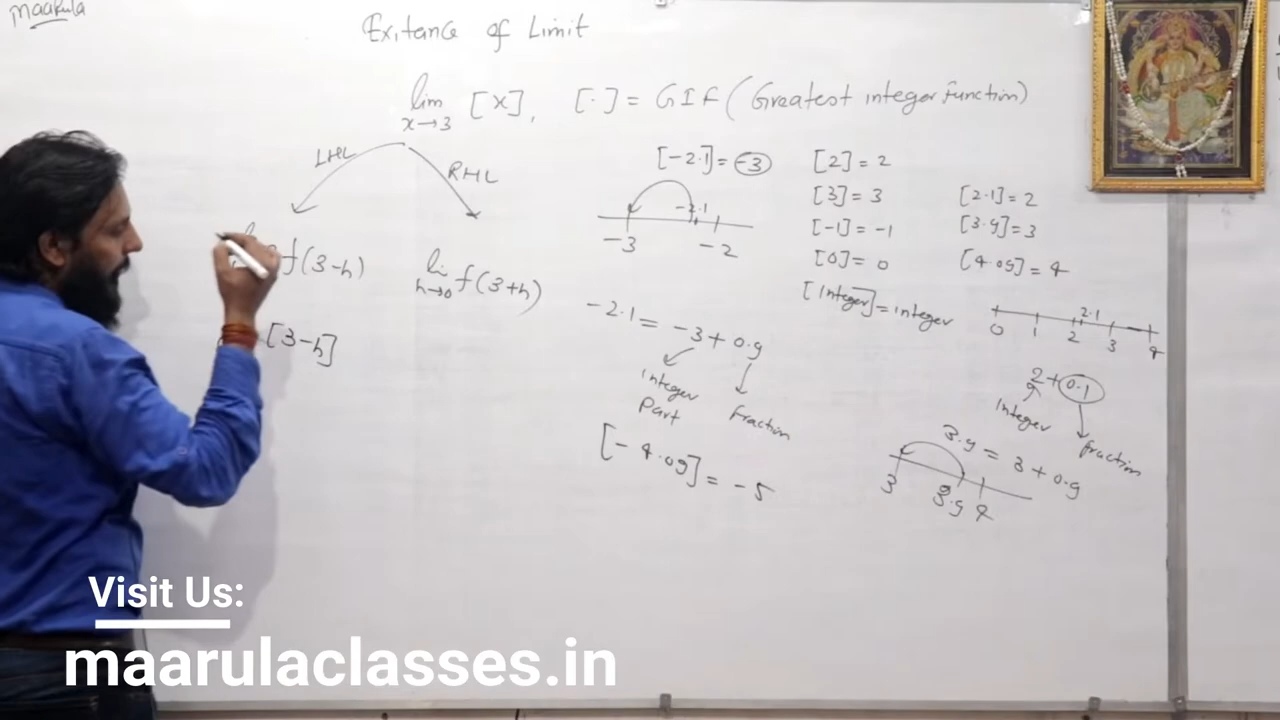 maarula
Exitance of Limit
lim x→3 [x], [·] = GIF (Greatest integer function)
LHL
RHL
f(3-h)
lim h→0 f(3+h)
[3-h]
[-2.1] = -3
-2.1
-3 -2
-2.1 = -3 + 0.9
integer part
fraction
[-4.09] = -5
[2] = 2
[3] = 3
[-1] = -1
[0] = 0
[integer] = integer
[2.1] = 2
[3.9] = 3
[4.09] = 4
2.1
0 1 2 3 4
2 + 0.1
integer
fraction
3.9 = 3 + 0.9
3 3.9 4
Visit Us:
maarulaclasses.in